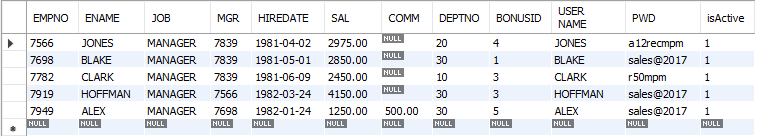 EMPNO ENAME JOB MGR HIREDATE SAL COMM DEPTNO BONUSID USER NAME PWD isActive
7566 JONES MANAGER 7839 1981-04-02 2975.00 NULL 20 4 JONES a12recmpm 1
7698 BLAKE MANAGER 7839 1981-05-01 2850.00 NULL 30 1 BLAKE sales@2017 1
7782 CLARK MANAGER 7839 1981-06-09 2450.00 NULL 10 3 CLARK r50mpm 1
7919 HOFFMAN MANAGER 7566 1982-03-24 4150.00 NULL 30 3 HOFFMAN sales@2017 1
7949 ALEX MANAGER 7698 1982-01-24 1250.00 500.00 30 5 ALEX sales@2017 1
NULL NULL NULL NULL NULL NULL NULL NULL NULL NULL NULL NULL